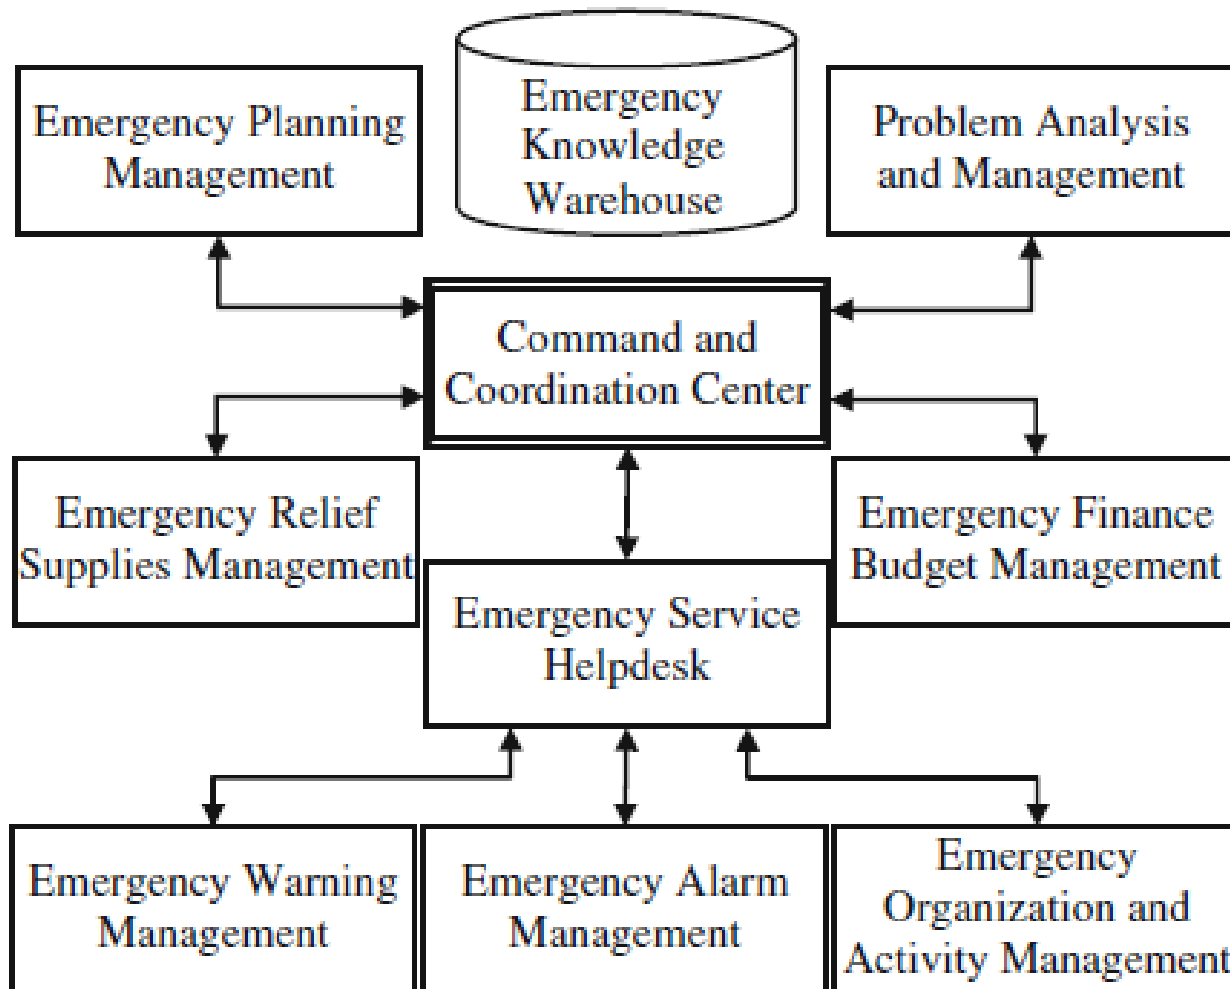 Emergency Planning
Management
Emergency
Knowledge
Warehouse
Problem Analysis
and Management
Command and
Coordination Center
Emergency Relief
Supplies Management
Emergency Finance
Budget Management
Emergency Service
Helpdesk
Emergency Warning
Management
Emergency Alarm
Management
Emergency
Organization and
Activity Management